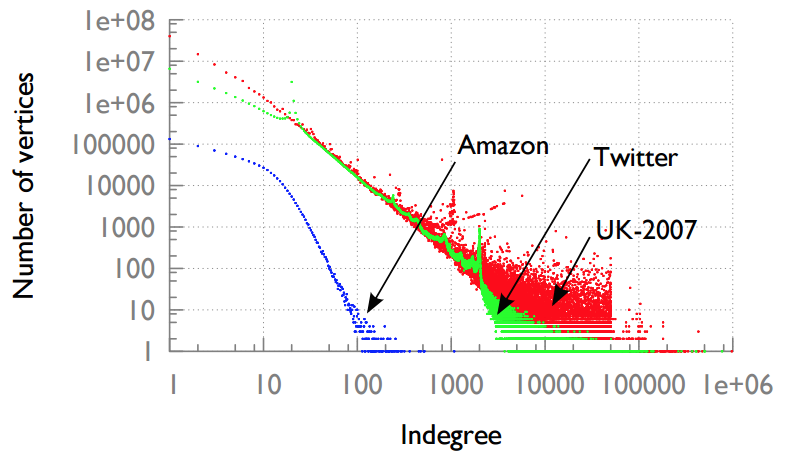 1e+08
1e+07
1e+06
100000
10000
1000
100
10
1
Number of vertices
Amazon
Twitter
UK-2007
1 10 100 1000 10000 100000 1e+06
Indegree